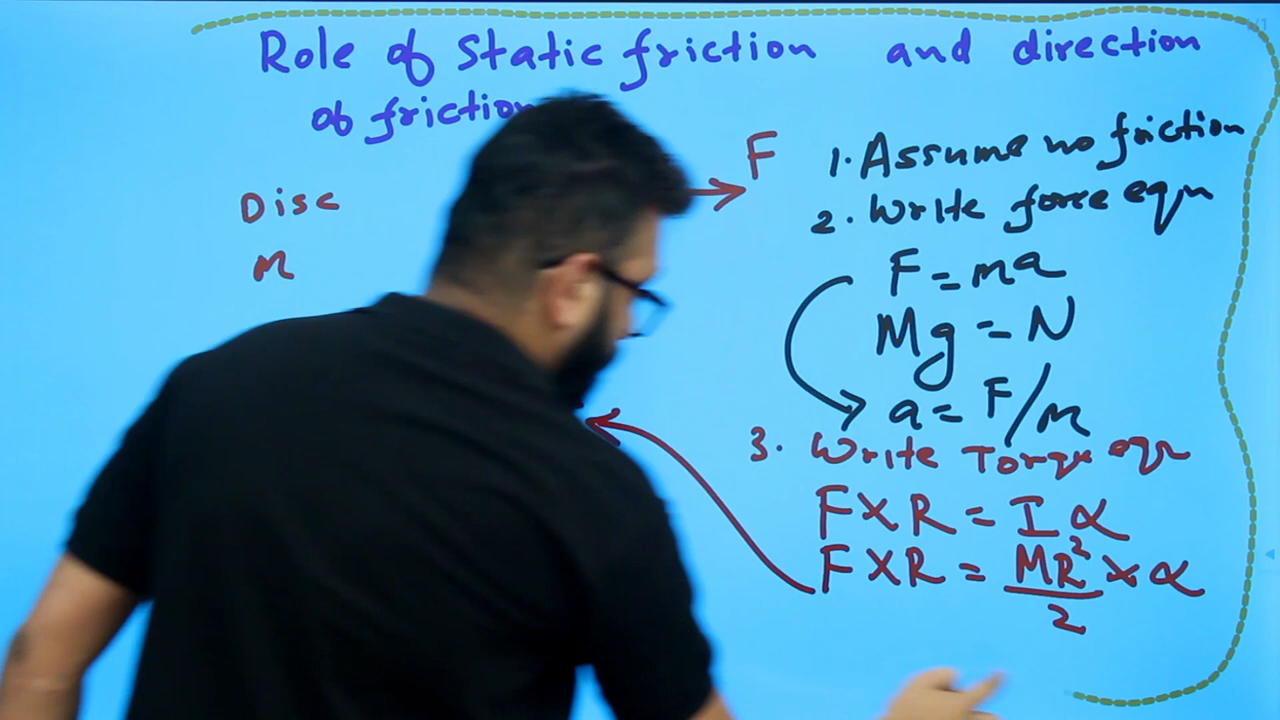 Role of Static friction and direction
of friction
Disc
M
F
1. Assume no friction
2. Write force eqn
F = ma
Mg = N
a = F/M
3. Write Torque eqn
F X R = I α
F X R = MR²/2 × α